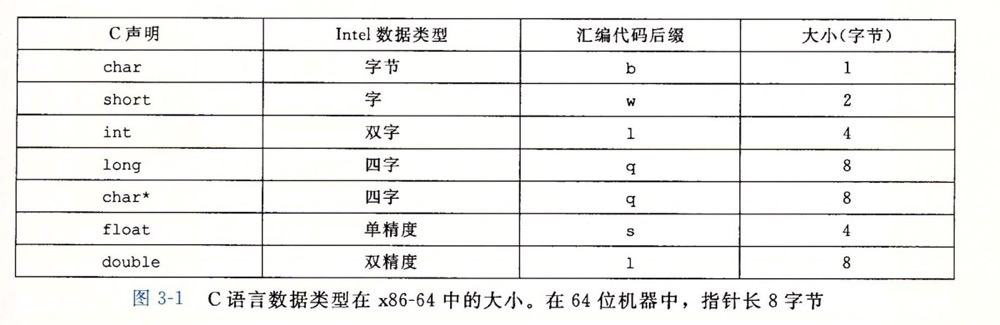 C 声明 Intel 数据类型 汇编代码后缀 大小(字节)
char 字节 b 1
short 字 w 2
int 双字 l 4
long 四字 q 8
char* 四字 q 8
float 单精度 s 4
double 双精度 l 8
图 3-1 C 语言数据类型在 x86-64 中的大小。在 64 位机器中，指针长 8 字节